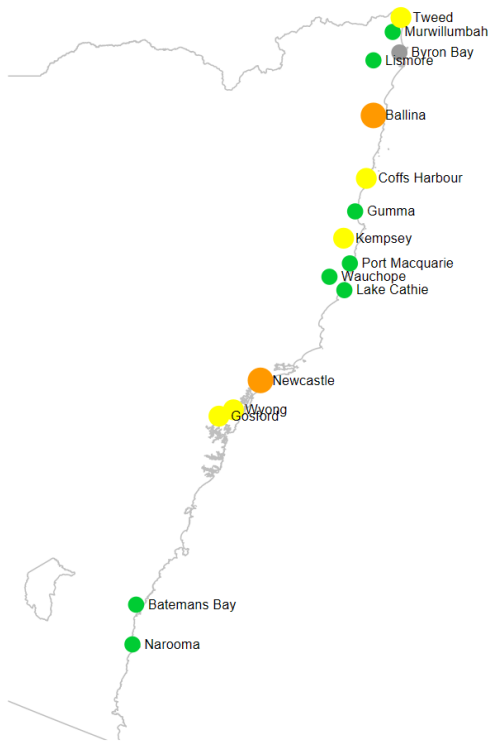 Tweed
Murwillumbah
Byron Bay
Lismore
Ballina
Coffs Harbour
Gumma
Kempsey
Port Macquarie
Wauchope
Lake Cathie
Newcastle
Wyong
Gosford
Batemans Bay
Narooma